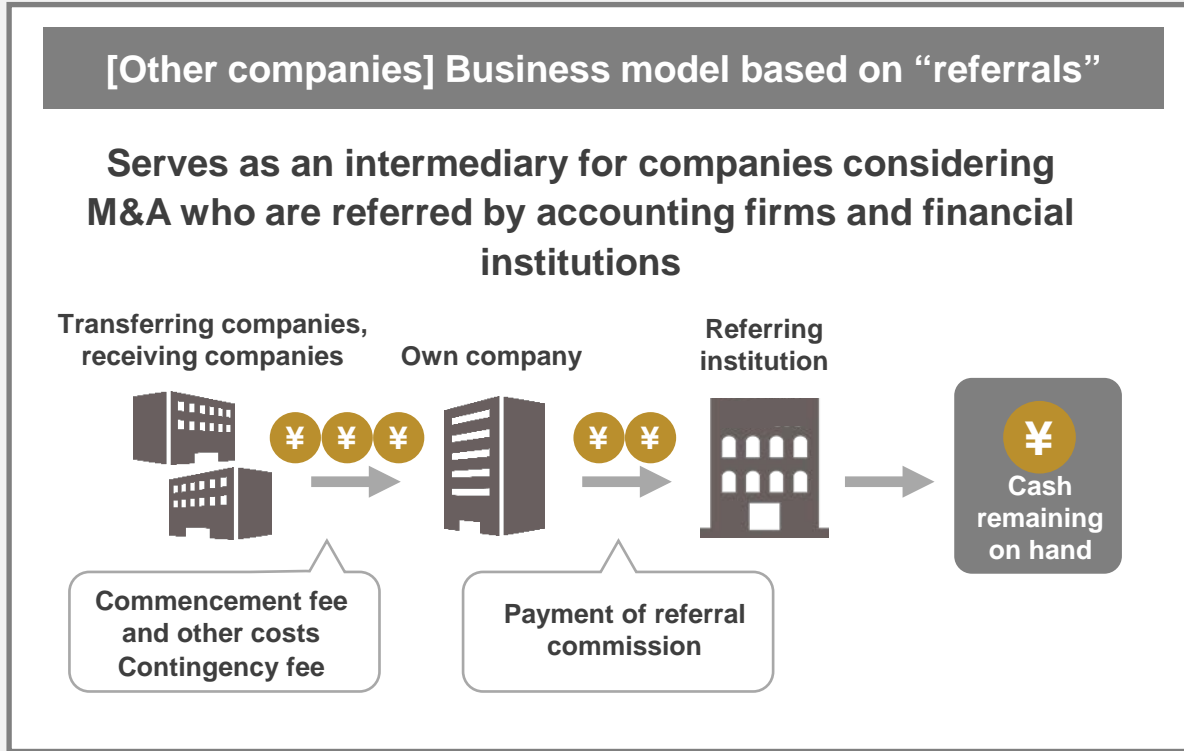 [Other companies] Business model based on “referrals”
Serves as an intermediary for companies considering
M&A who are referred by accounting firms and financial
institutions
Transferring companies,
receiving companies
Own company
Referring
institution
¥ ¥ ¥
¥ ¥
¥
Cash
remaining
on hand
Commencement fee
and other costs
Contingency fee
Payment of referral
commission